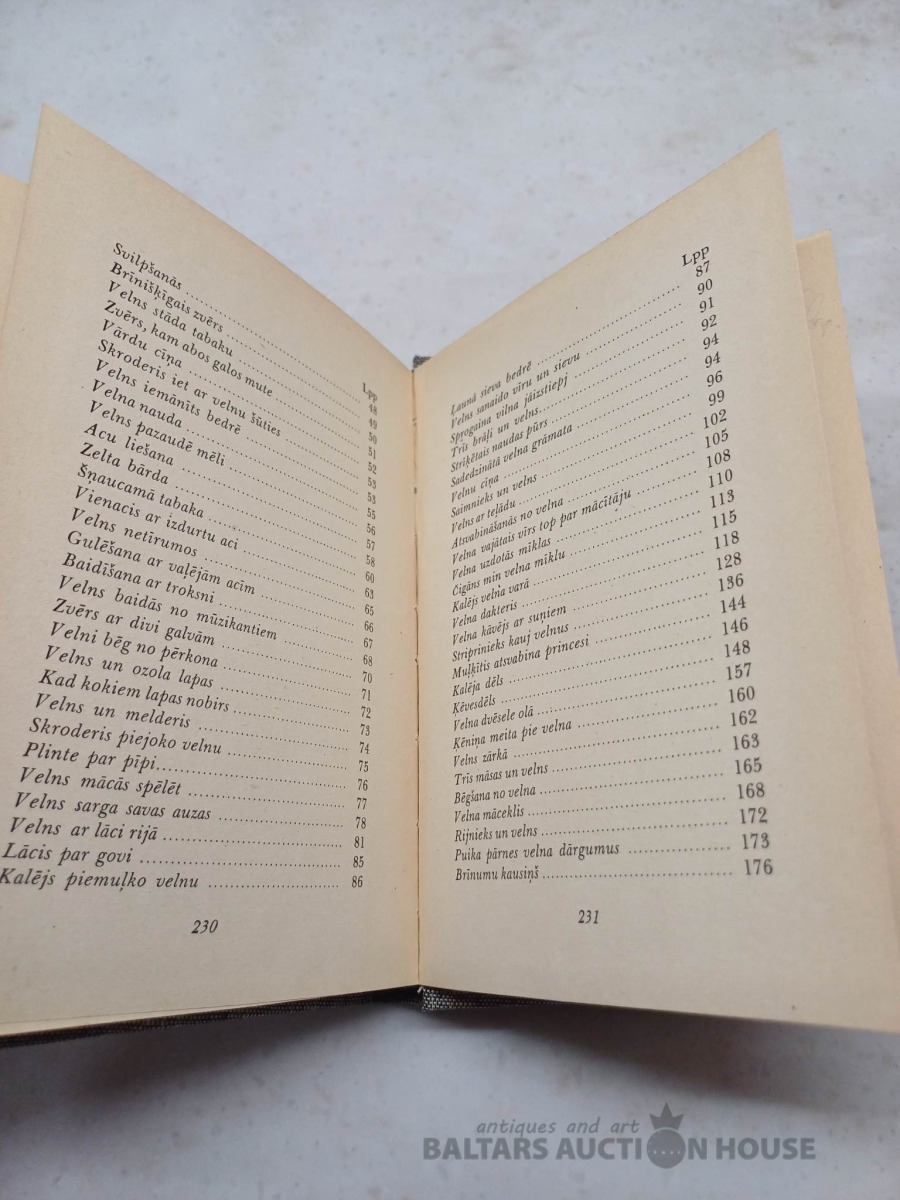 Lpp
Svilpšanās ........ 48
Brīnišķīgais zvērs ........ 49
Velns stāda tabaku ........ 50
Zvērs, kam abos galos mute ........ 51
Vārdu cīņa ........ 52
Skroderis iet ar velnu šūties ........ 53
Velns iemānīts bedrē ........ 53
Velna nauda ........ 55
Velns pazaudē mēli ........ 56
Acu liešana ........ 57
Zelta bārda ........ 58
Šņaucamā tabaka ........ 60
Vienacis ar izdurtu aci ........ 63
Velns netīrumos ........ 65
Gulēšana ar vaļējām acīm ........ 66
Baidīšana ar troksni ........ 67
Velns baidās no mūzikantiem ........ 68
Zvērs ar divi galvām ........ 70
Velni bēg no pērkona ........ 71
Velns un ozola lapas ........ 72
Kad kokiem lapas nobirs ........ 73
Velns un melderis ........ 74
Skroderis piejoko velnu ........ 75
Plinte par pīpi ........ 76
Velns mācās spēlēt ........ 77
Velns sarga savas auzas ........ 78
Velns ar lāci rijā ........ 81
Lācis par govi ........ 85
Kalējs piemuļko velnu ........ 86
230
Lpp
Ļaunā sieva bedrē ........ 87
Velns sanaido vīru un sievu ........ 90
Sprogaina vilna jāizstiepj ........ 91
Trīs brāļi un velns ........ 92
Striķētais naudas pūrs ........ 94
Sadedzinātā velna grāmata ........ 94
Velnu cīņa ........ 96
Saimnieks un velns ........ 99
Velns ar teļādu ........ 102
Atsvabināšanās no velna ........ 105
Velna vajātais vīrs top par mācītāju ........ 108
Velna uzdotās mīklas ........ 110
Čigāns min velna mīklu ........ 113
Kalējs velna varā ........ 115
Velna dakteris ........ 118
Velna kāvējs ar suņiem ........ 128
Stiprinieks kauj velnus ........ 136
Muļķītis atsvabina princesi ........ 144
Kalēja dēls ........ 146
Ķēvesdēls ........ 148
Velna dvēsele olā ........ 157
Ķēniņa meita pie velna ........ 160
Velns zārkā ........ 162
Trīs māsas un velns ........ 163
Bēgšana no velna ........ 165
Velna māceklis ........ 168
Rijnieks un velns ........ 172
Puika pārnes velna dārgumus ........ 173
Brīnumu kausiņš ........ 176
231
antiques and art
BALTARS AUCTION HOUSE